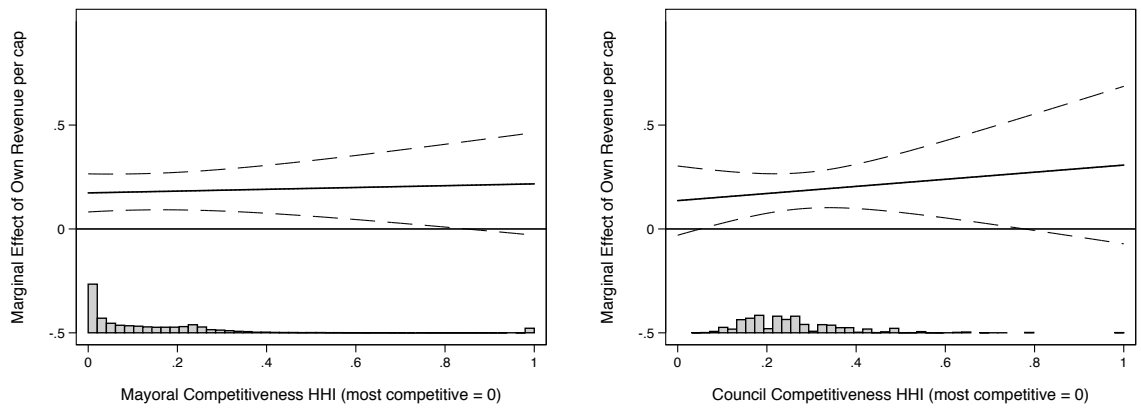 Marginal Effect of Own Revenue per cap
.5
0
-.5
0 .2 .4 .6 .8 1
Mayoral Competitiveness HHI (most competitive = 0)
Marginal Effect of Own Revenue per cap
.5
0
-.5
0 .2 .4 .6 .8 1
Council Competitiveness HHI (most competitive = 0)